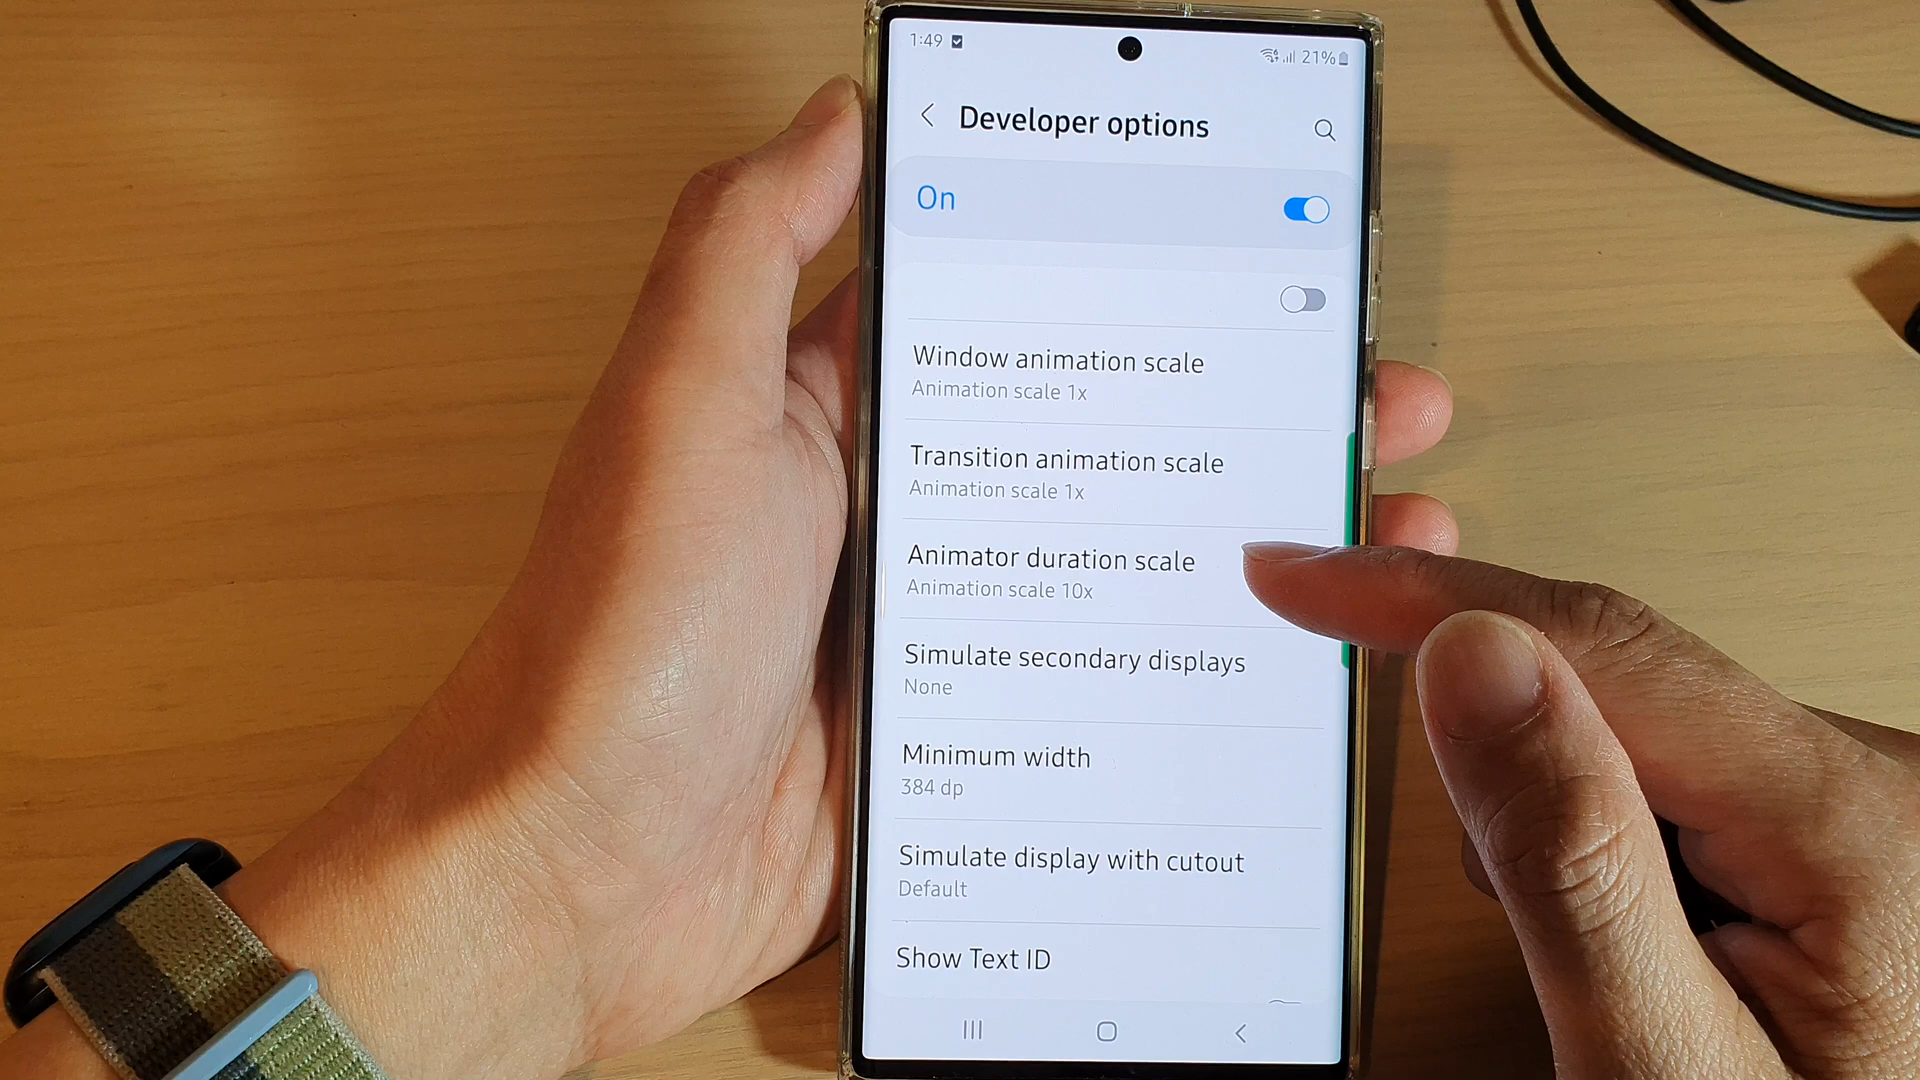 1:49
21%
Developer options
On
Window animation scale
Animation scale 1x
Transition animation scale
Animation scale 1x
Animator duration scale
Animation scale 10x
Simulate secondary displays
None
Minimum width
384 dp
Simulate display with cutout
Default
Show Text ID